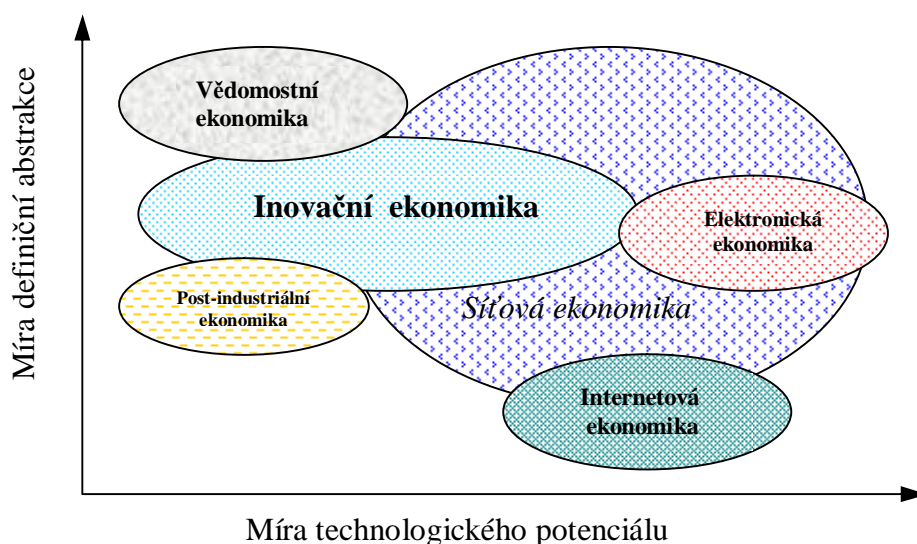 Míra definiční abstrakce
Vědomostní
ekonomika
Inovační ekonomika
Elektronická
ekonomika
Post-industriální
ekonomika
Síťová ekonomika
Internetová
ekonomika
Míra technologického potenciálu